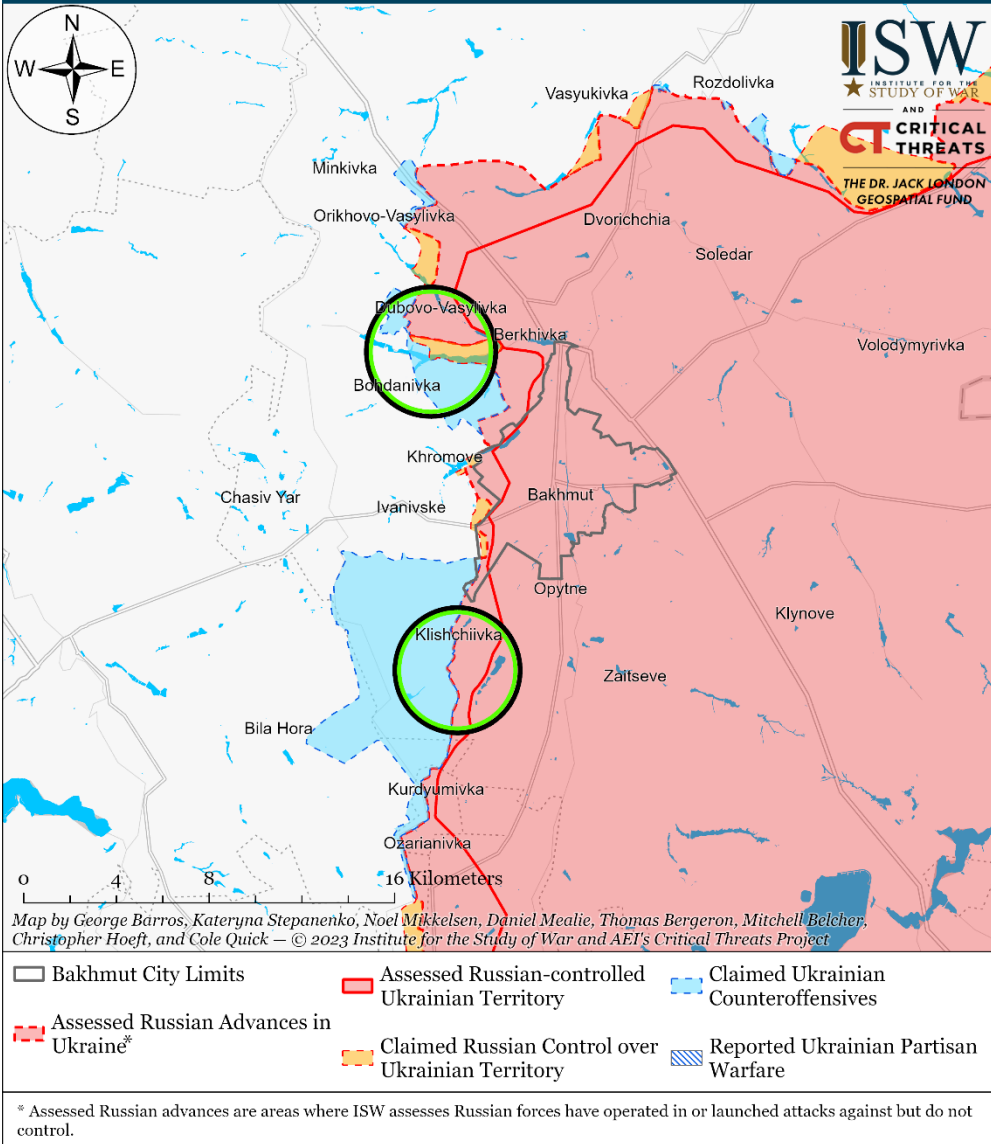 N
W
E
S
ISW
INSTITUTE FOR THE
STUDY OF WAR
AND
CT CRITICAL
THREATS
THE DR. JACK LONDON
GEOSPATIAL FUND
Rozdolivka
Vasyukivka
Minkivka
Orikhovo-Vasylivka
Dvorichchia
Soledar
Dubovo-Vasylivka
Berkhivka
Volodymyrivka
Bohdanivka
Khromove
Chasiv Yar
Bakhmut
Ivanivske
Opytne
Klynove
Klishchiivka
Zaitseve
Bila Hora
Kurdyumivka
Ozarianivka
0 4 8 16 Kilometers
Map by George Barros, Kateryna Stepanenko, Noel Mikkelsen, Daniel Mealie, Thomas Bergeron, Mitchell Belcher,
Christopher Hoeft, and Cole Quick — © 2023 Institute for the Study of War and AEI's Critical Threats Project
Bakhmut City Limits
Assessed Russian Advances in
Ukraine*
Assessed Russian-controlled
Ukrainian Territory
Claimed Russian Control over
Ukrainian Territory
Claimed Ukrainian
Counteroffensives
Reported Ukrainian Partisan
Warfare
* Assessed Russian advances are areas where ISW assesses Russian forces have operated in or launched attacks against but do not
control.